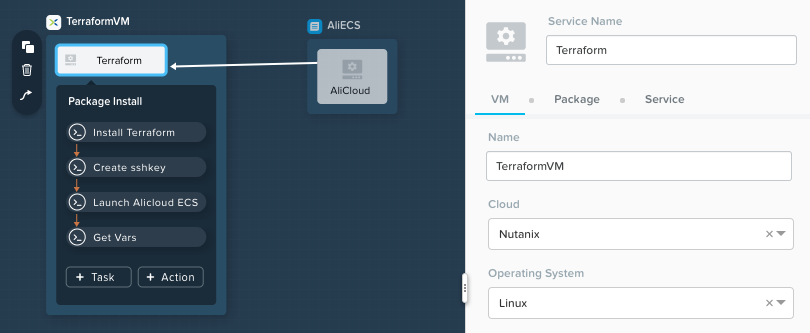 TerraformVM
Terraform
Package Install
Install Terraform
Create sshkey
Launch Alicloud ECS
Get Vars
+ Task
+ Action
AliECS
AliCloud
Service Name
Terraform
VM
Package
Service
Name
TerraformVM
Cloud
Nutanix
Operating System
Linux